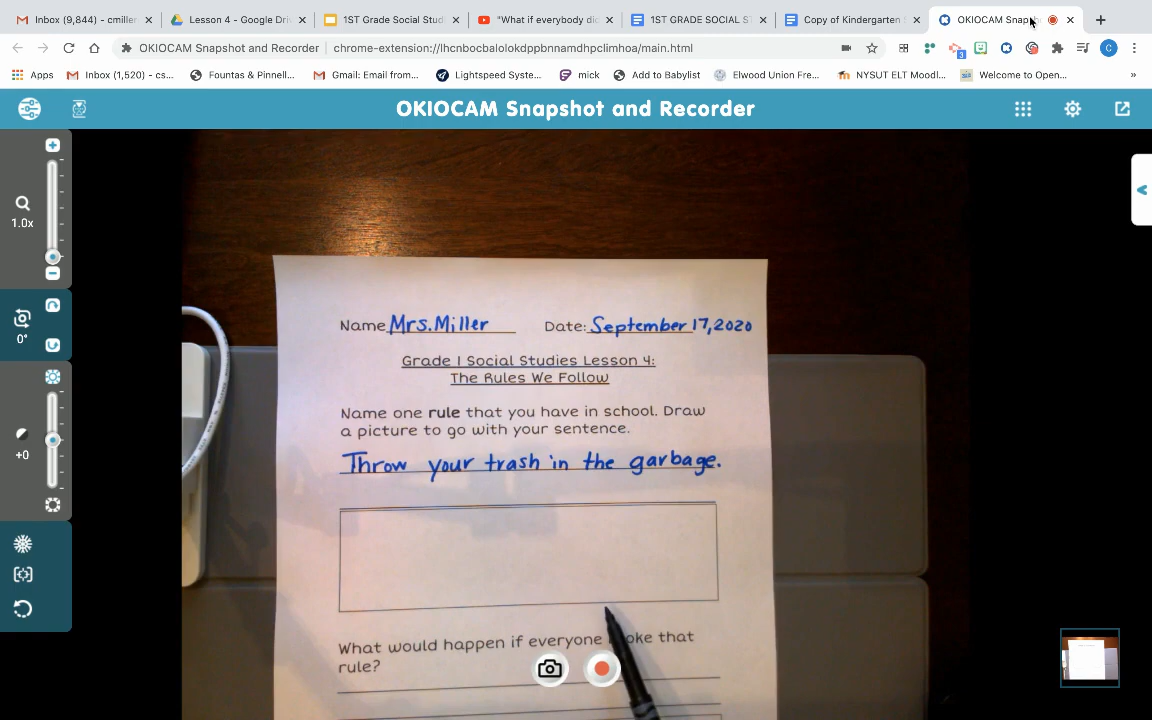 Inbox (9,844) - cmiller
Lesson 4 - Google Dri
1ST Grade Social Stud
"What if everybody di
1ST GRADE SOCIAL S
Copy of Kindergarten
OKIOCAM Snaps
OKIOCAM Snapshot and Recorder
chrome-extension://lhcnbocbalolokdppbnnamdhpclimhoa/main.html
3
C
Apps
Inbox (1,520) - cs...
Fountas & Pinnell...
Gmail: Email from...
Lightspeed Syste...
mick
Add to Babylist
Elwood Union Fre...
NYSUT ELT Moodl...
Welcome to Open...
»
OKIOCAM Snapshot and Recorder
1.0x
0°
+0
Name Mrs. Miller Date: September 17, 2020
Grade 1 Social Studies Lesson 4:
The Rules We Follow
Name one rule that you have in school. Draw
a picture to go with your sentence.
Throw your trash in the garbage.
What would happen if everyone oke that
rule?